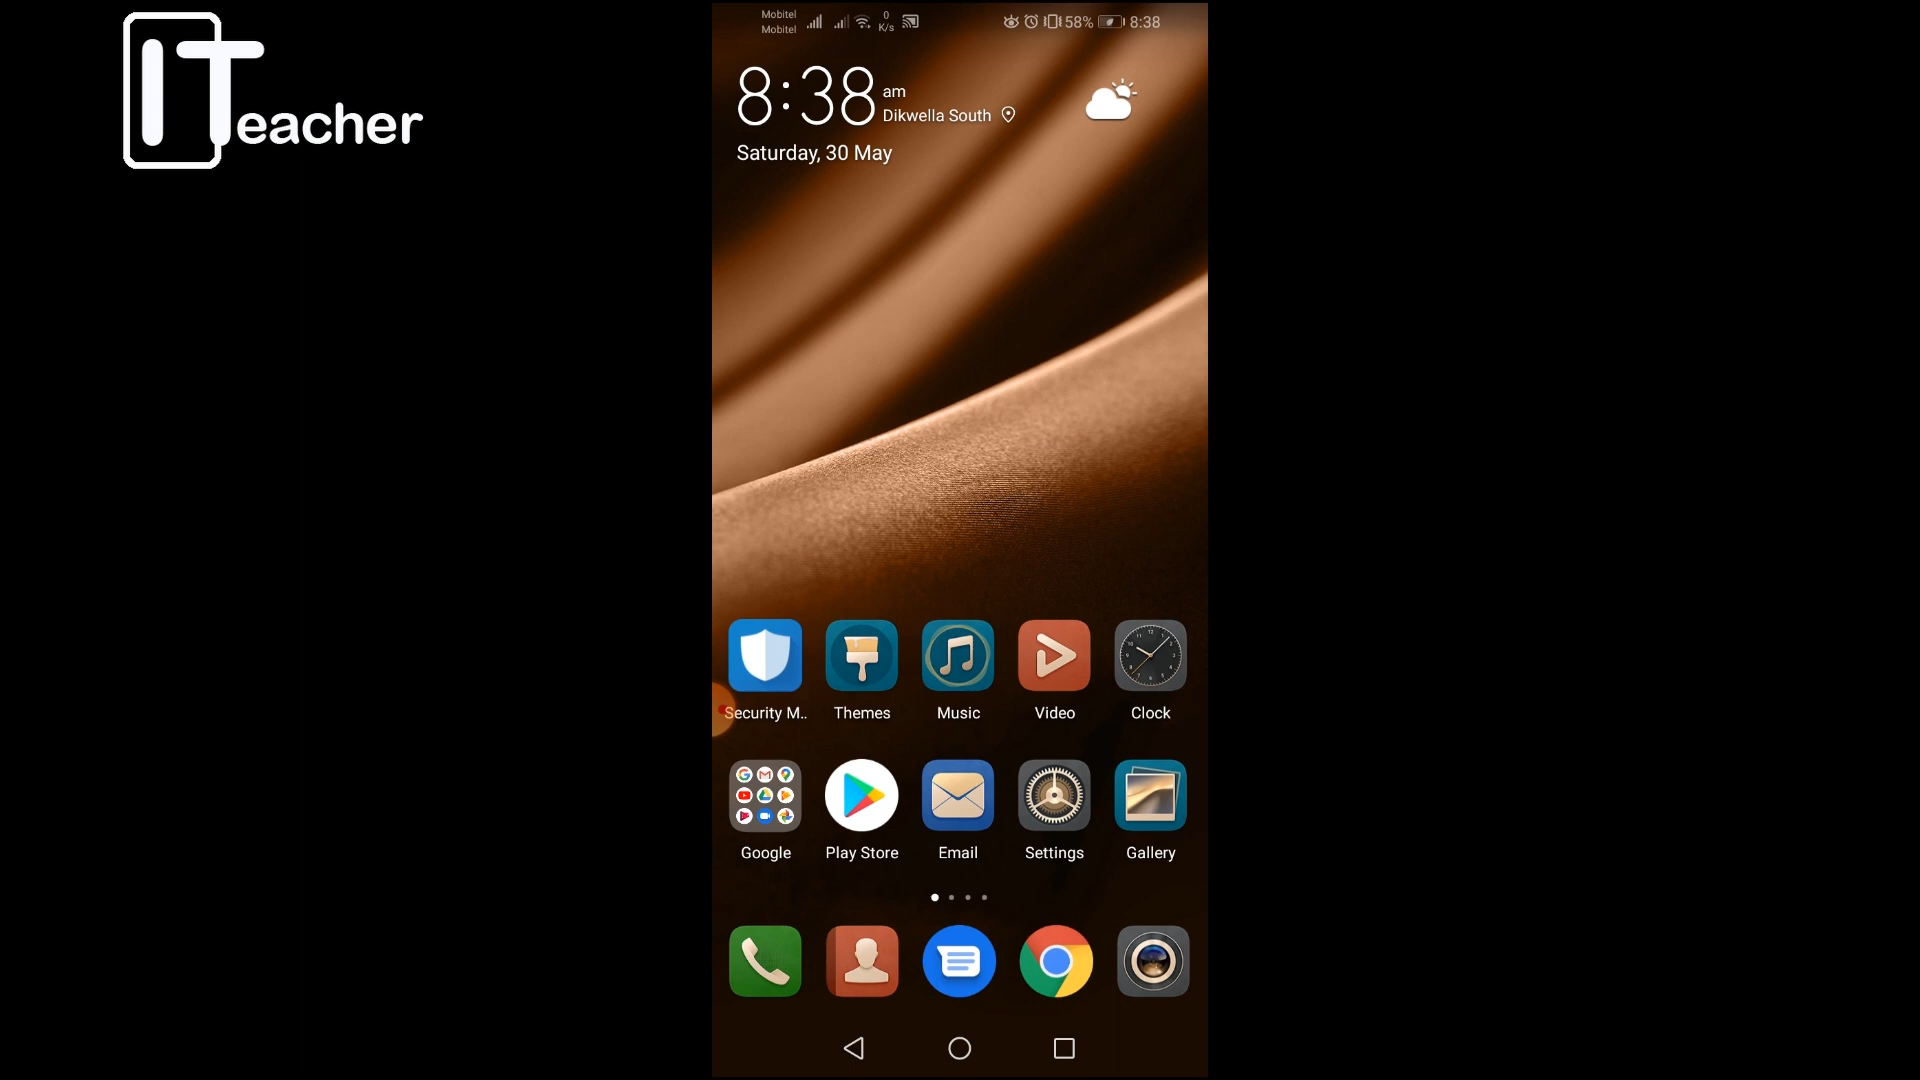 ITeacher
Mobitel
Mobitel
0
K/s
58%
8:38
8:38
am
Dikwella South
Saturday, 30 May
Security M..
Themes
Music
Video
Clock
Google
Play Store
Email
Settings
Gallery